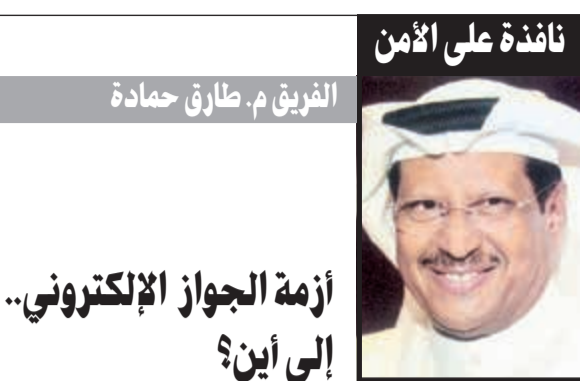 نافذة على الأمن
الفريق م. طارق حمادة
أزمة الجواز الإلكتروني..
إلى أين؟